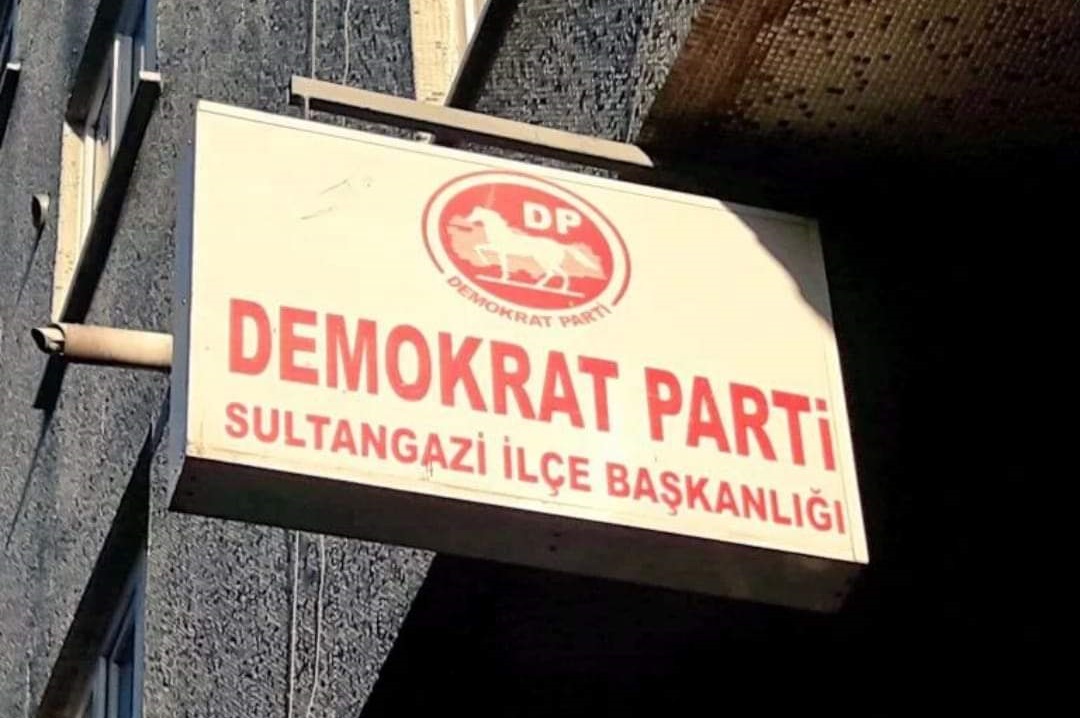 DP
DEMOKRAT PARTİ
DEMOKRAT PARTİ
SULTANGAZİ İLÇE BAŞKANLIĞI